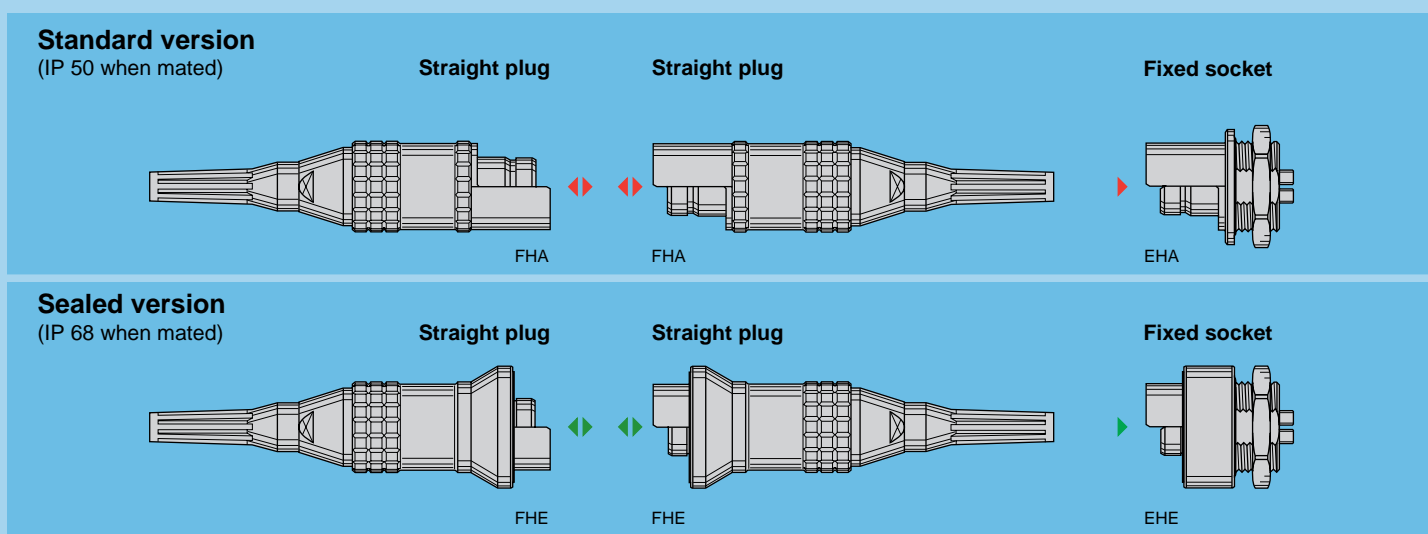 Standard version
(IP 50 when mated)
Straight plug
Straight plug
Fixed socket
FHA
FHA
EHA
Sealed version
(IP 68 when mated)
Straight plug
Straight plug
Fixed socket
FHE
FHE
EHE